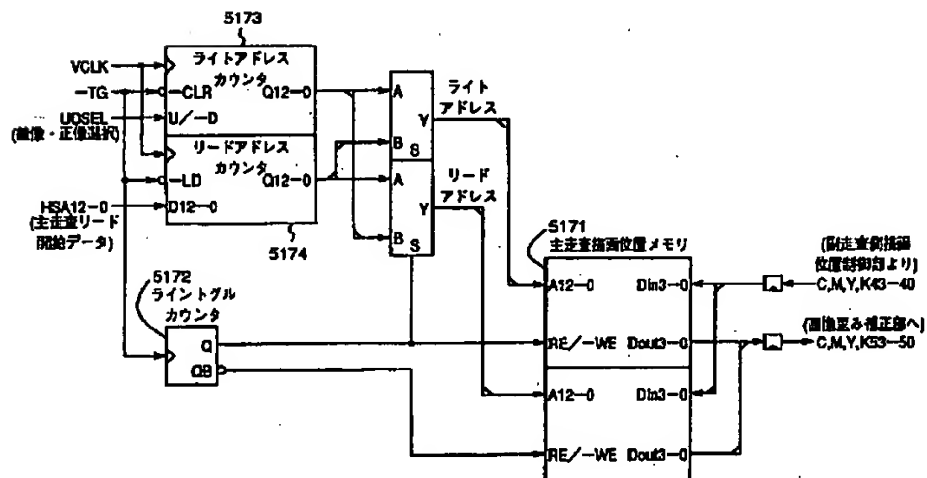 5173
VCLK
-TG
UDSEL
(鏡像・正像選択)
ライトアドレス
カウンタ
-CLR
Q12-0
U/-D
リードアドレス
カウンタ
-LD
Q12-0
D12-0
HSA12-0
(主走査リード
開始データ)
5174
A
Y
B
S
A
Y
B
ライト
アドレス
リード
アドレス
5172
ライントグル
カウンタ
Q
QB
5171
主走査描画位置メモリ
A12-0
Din3-0
RE/-WE
Dout3-0
A12-0
Din3-0
RE/-WE
Dout3-0
(副走査側描画
位置制御部より)
C,M,Y,K43-40
(画像歪み補正部へ)
C,M,Y,K53-50